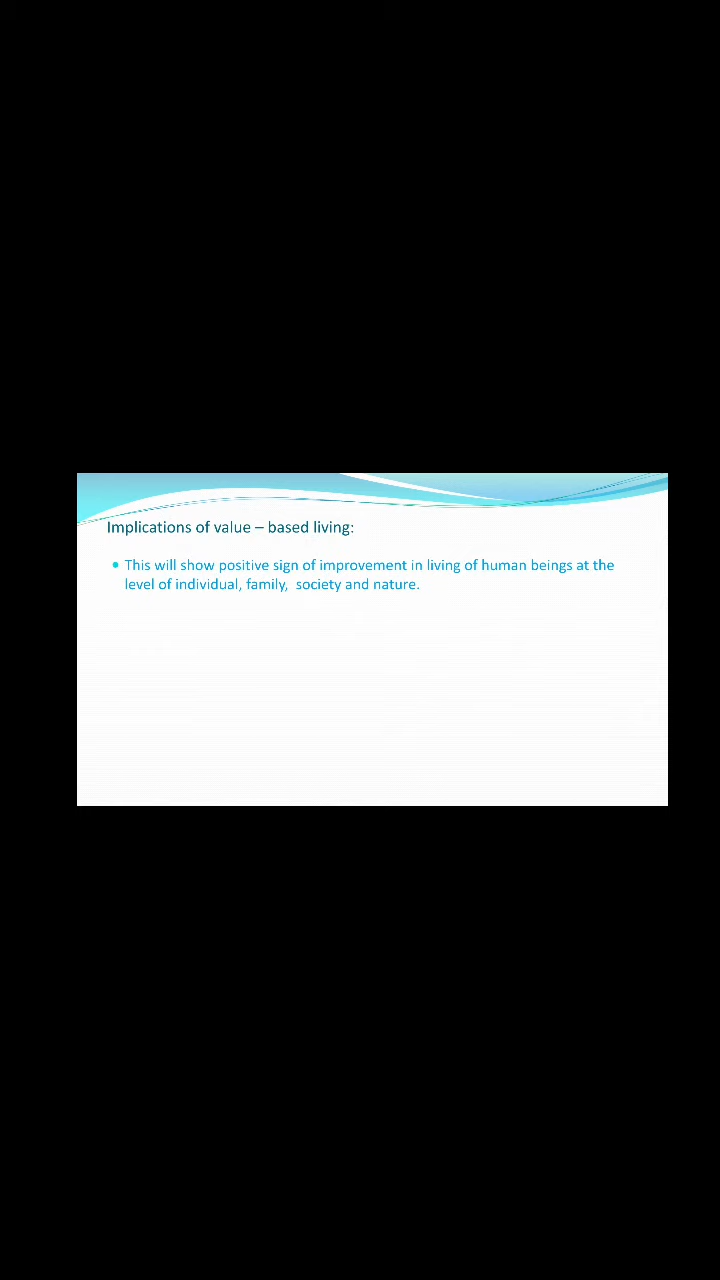 Implications of value – based living:
This will show positive sign of improvement in living of human beings at the
level of individual, family,  society and nature.